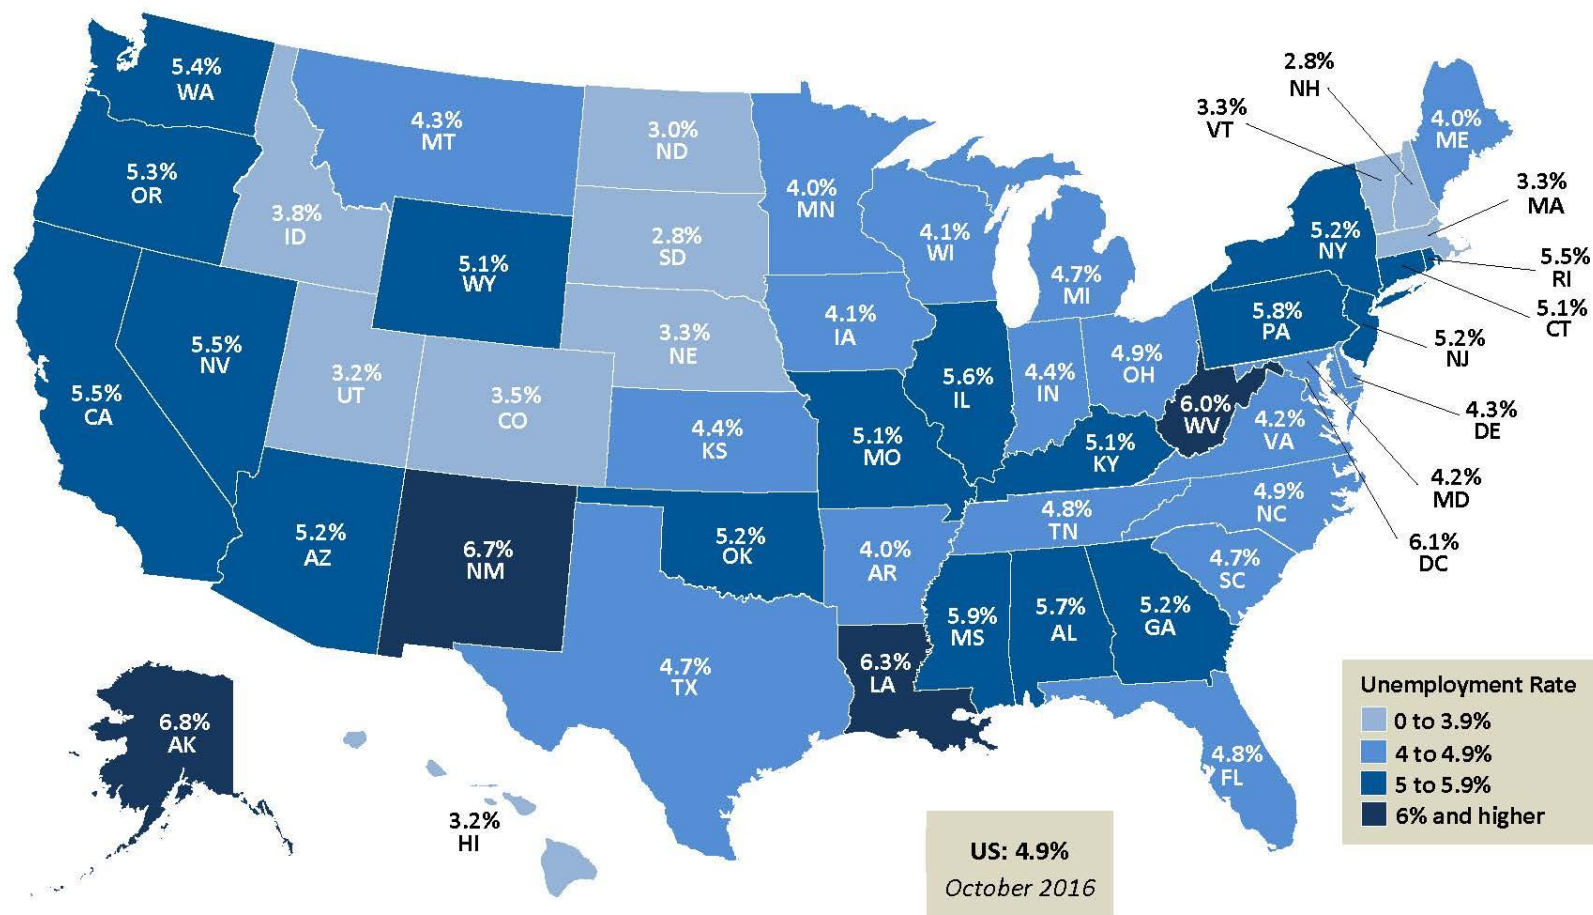 5.4%
WA
5.3%
OR
3.8%
ID
4.3%
MT
3.0%
ND
4.0%
MN
2.8%
NH
3.3%
VT
4.0%
ME
3.3%
MA
5.2%
NY
5.5%
RI
5.1%
CT
5.2%
NJ
5.8%
PA
4.1%
WI
4.7%
MI
2.8%
SD
5.1%
WY
5.5%
NV
5.5%
CA
3.2%
UT
3.5%
CO
3.3%
NE
4.1%
IA
5.6%
IL
4.4%
IN
4.9%
OH
6.0%
WV
4.2%
VA
4.3%
DE
4.2%
MD
6.1%
DC
4.4%
KS
5.1%
MO
5.1%
KY
4.8%
TN
4.9%
NC
4.7%
SC
5.2%
AZ
6.7%
NM
5.2%
OK
4.0%
AR
5.9%
MS
5.7%
AL
5.2%
GA
4.7%
TX
6.3%
LA
4.8%
FL
6.8%
AK
3.2%
HI
US: 4.9%
October 2016
Unemployment Rate
0 to 3.9%
4 to 4.9%
5 to 5.9%
6% and higher